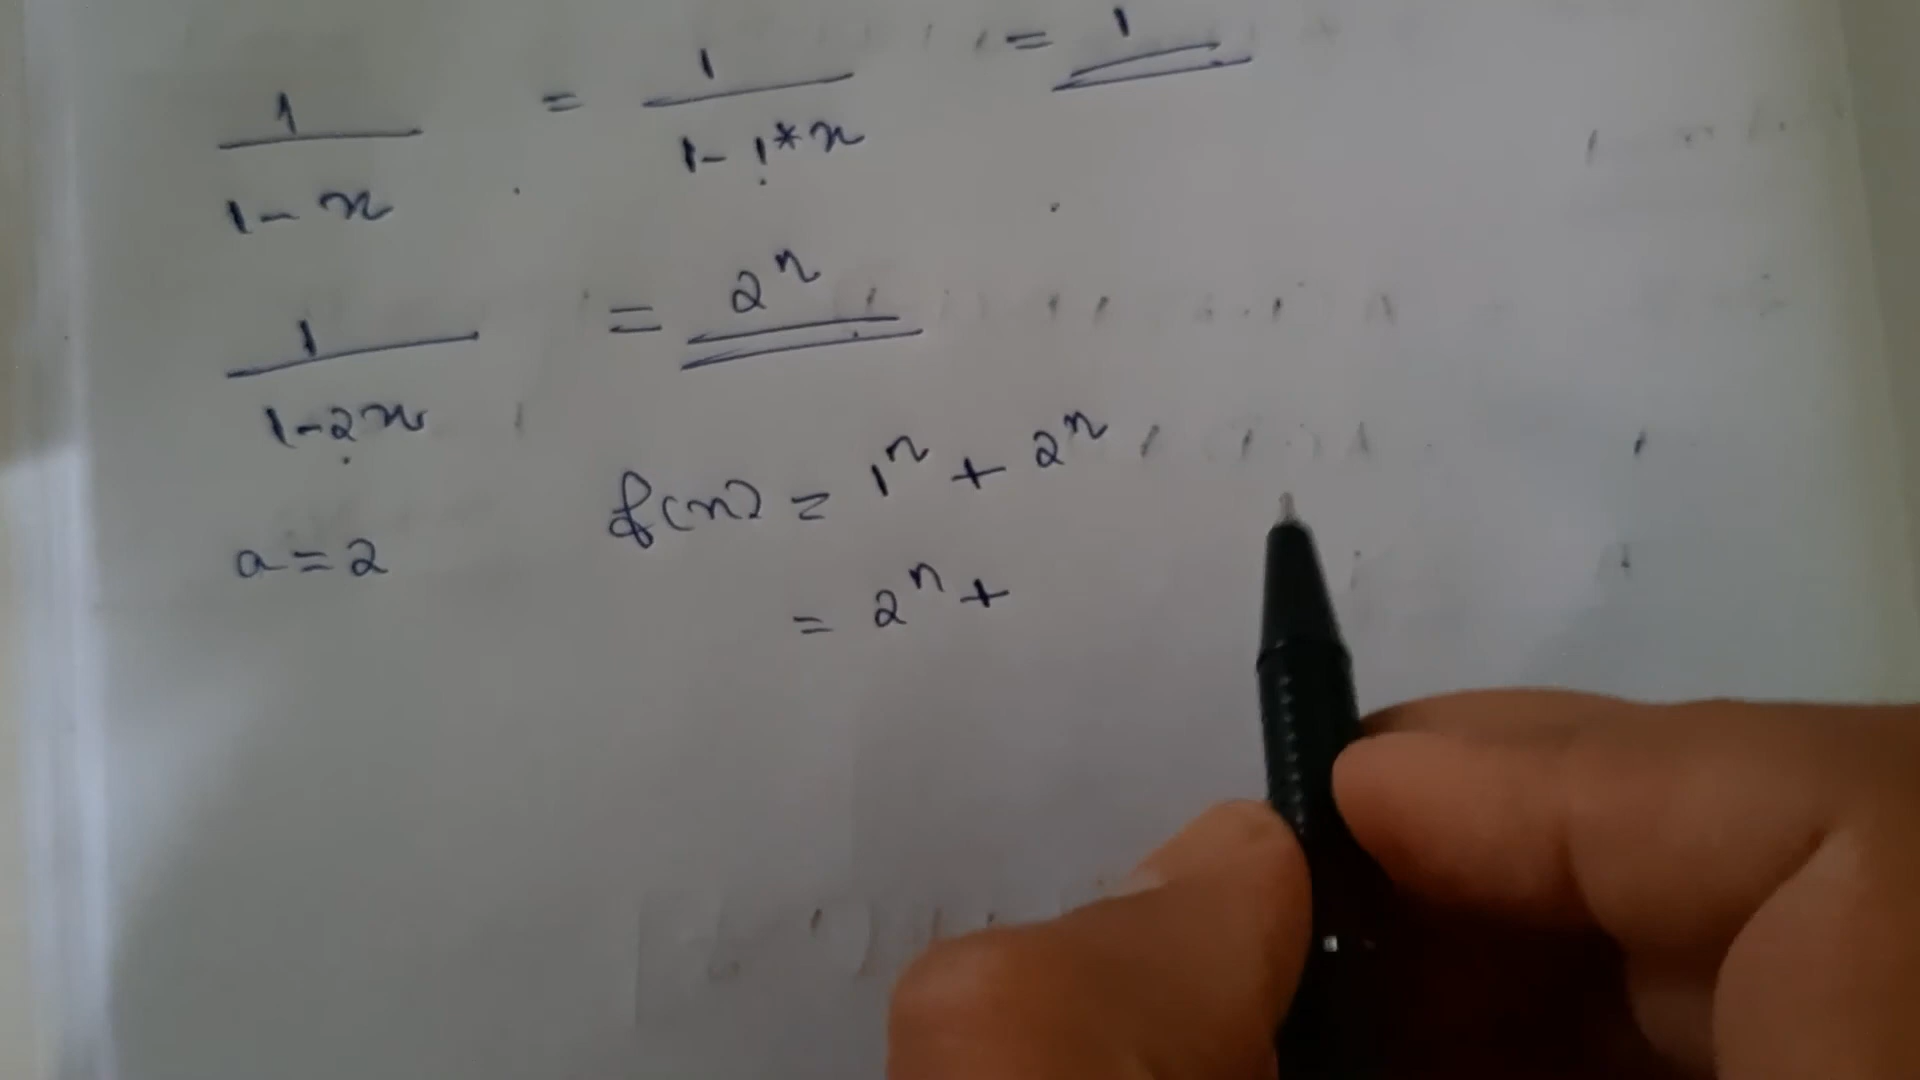 1/(1-x) = 1/(1-1*x) = 1
1/(1-2x) = 2^n
a=2
f(n) = 1^n + 2^n
= 2^n +